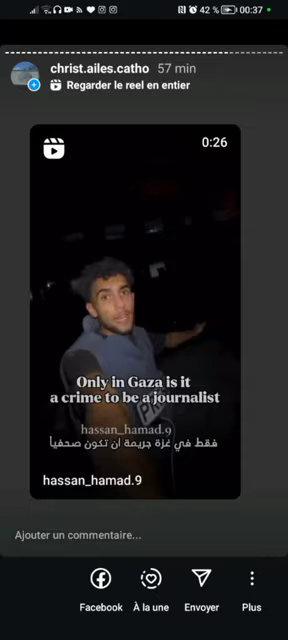 42 % 00:37
christ.ailes.catho 57 min
Regarder le reel en entier
0:26
Only in Gaza is it
a crime to be a journalist
PRESS
hassan_hamad.9
فقط في غزة جريمة ان تكون صحفياً
hassan_hamad.9
Ajouter un commentaire...
Facebook À la une Envoyer Plus